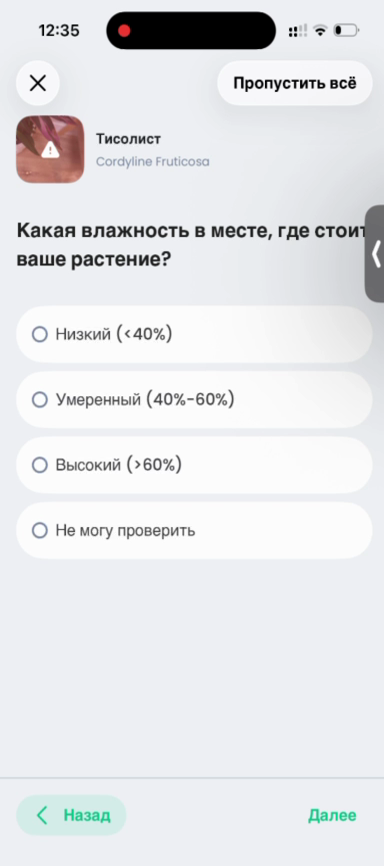 12:35
Пропустить всё
Тисолист
Cordyline Fruticosa
Какая влажность в месте, где стоит
ваше растение?
Низкий (<40%)
Умеренный (40%-60%)
Высокий (>60%)
Не могу проверить
Назад
Далее